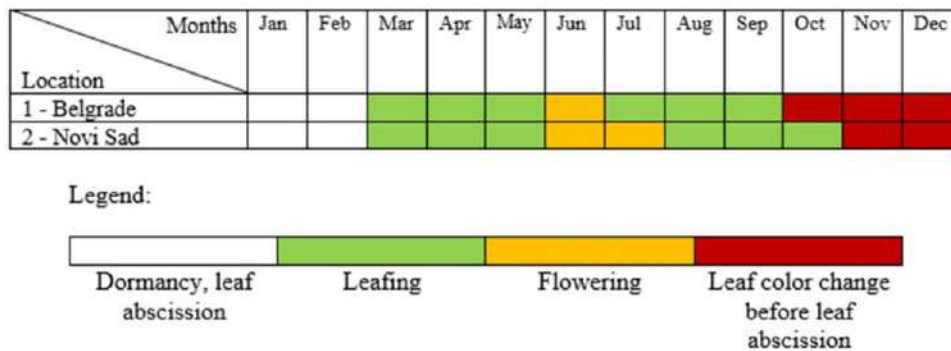 Months Jan Feb Mar Apr May Jun Jul Aug Sep Oct Nov Dec
Location
1 - Belgrade
2 - Novi Sad
Legend:
Dormancy, leaf abscission
Leafing
Flowering
Leaf color change before leaf abscission